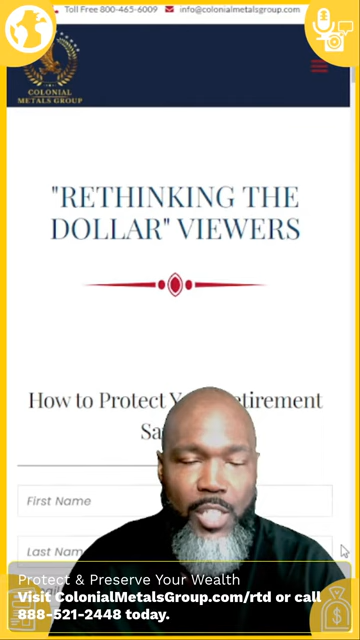 Toll Free 800-465-6009 info@colonialmetalsgroup.com
COLONIAL
METALS GROUP
"RETHINKING THE
DOLLAR" VIEWERS
How to Protect Y etirement
Sa
First Name
Last Nam
Protect & Preserve Your Wealth
Visit ColonialMetalsGroup.com/rtd or call
888-521-2448 today.